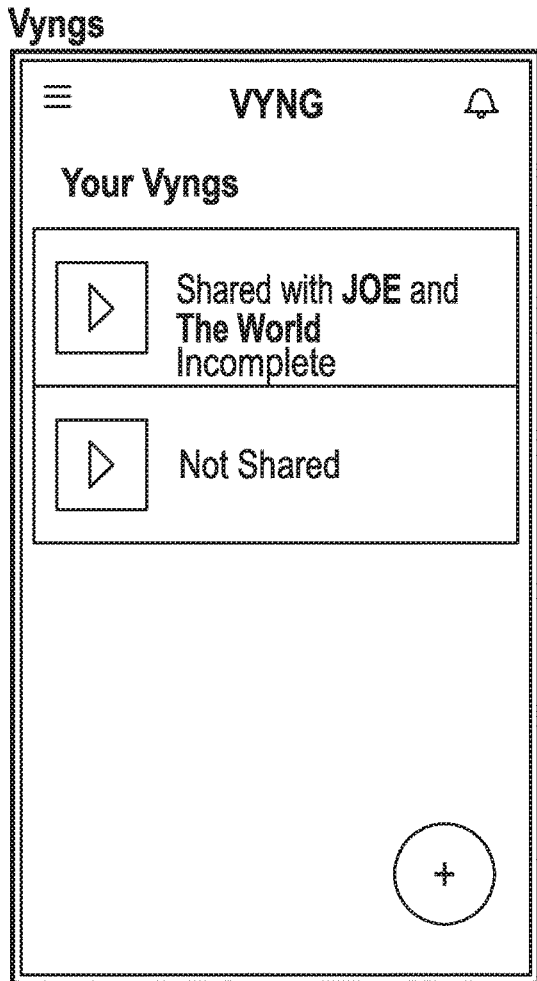 Vyngs
VYNG
Your Vyngs
Shared with JOE and
The World
Incomplete
Not Shared
+